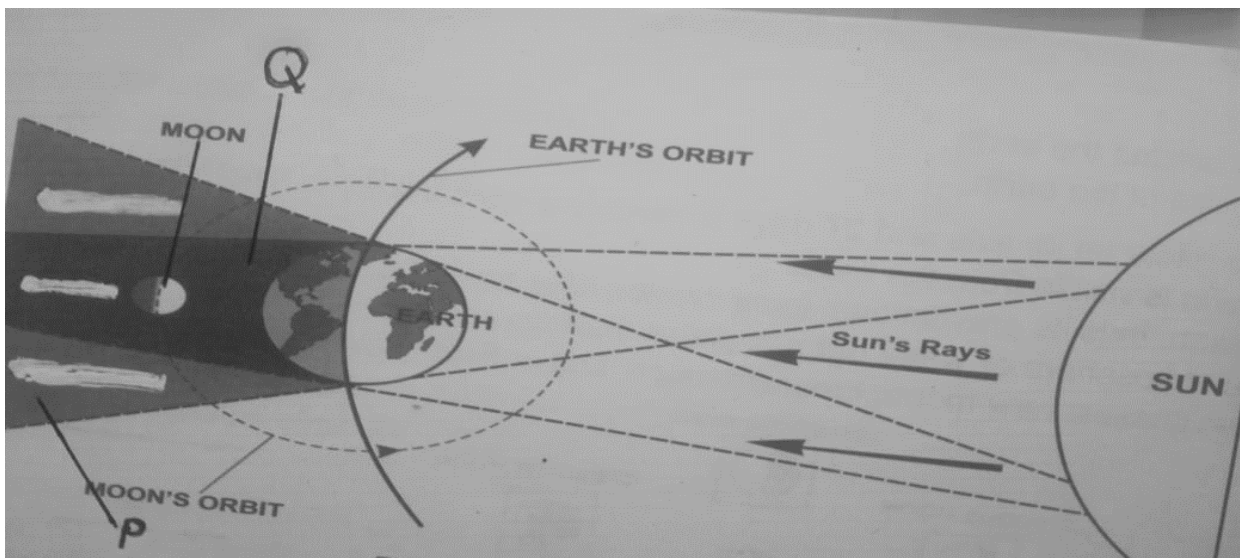 Q
MOON
EARTH'S ORBIT
EARTH
Sun's Rays
SUN
MOON'S ORBIT
P